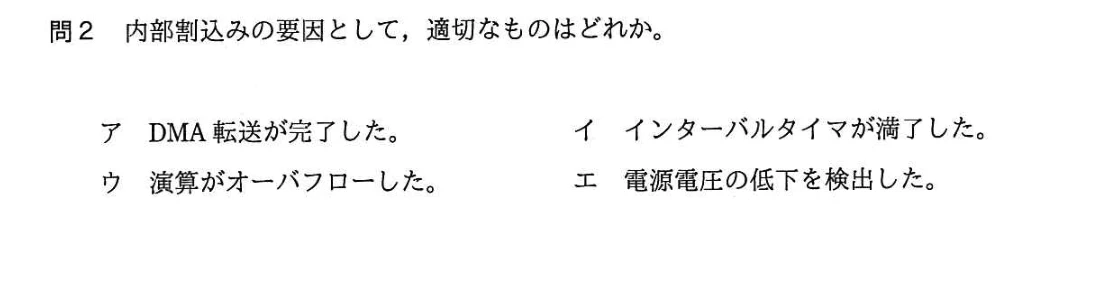 問2 内部割込みの要因として，適切なものはどれか。
ア DMA 転送が完了した。 イ インターバルタイマが満了した。
ウ 演算がオーバフローした。 エ 電源電圧の低下を検出した。